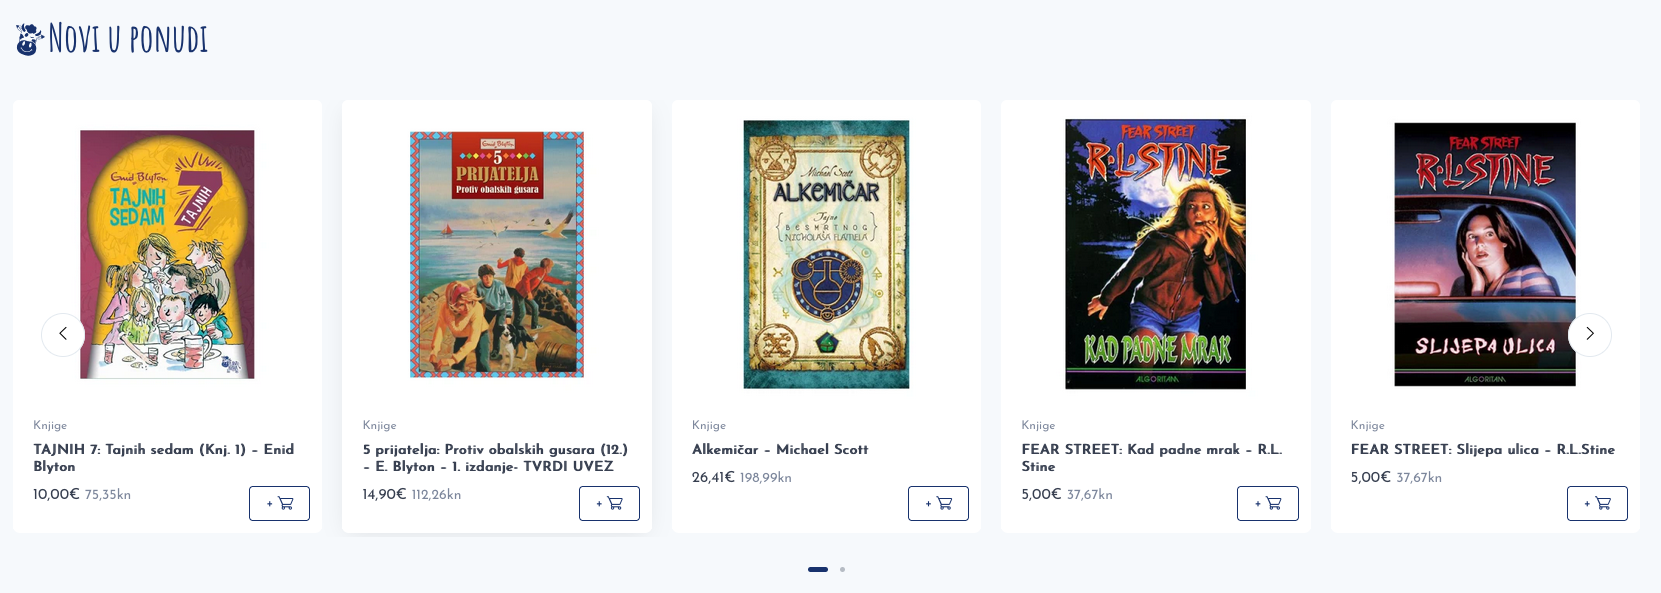 Novi u ponudi
Enid Blyton
TAJNIH
SEDAM
7
TAJNIH
Enid Blyton
5
PRIJATELJA
Protiv obalskih gusara
Michael Scott
ALKEMIČAR
Tajne
BESMRTNOG
NICHOLASA FLAMELA
FEAR STREET
R.L.STINE
KAD PADNE MRAK
ALGORITAM
FEAR STREET
R.L.STINE
SLIJEPA ULICA
ALGORITAM
Knjige
TAJNIH 7: Tajnih sedam (Knj. 1) – Enid
Blyton
10,00€ 75,35kn
+
Knjige
5 prijatelja: Protiv obalskih gusara (12.)
– E. Blyton – 1. izdanje- TVRDI UVEZ
14,90€ 112,26kn
+
Knjige
Alkemičar – Michael Scott
26,41€ 198,99kn
+
Knjige
FEAR STREET: Kad padne mrak – R.L.
Stine
5,00€ 37,67kn
+
Knjige
FEAR STREET: Slijepa ulica – R.L.Stine
5,00€ 37,67kn
+